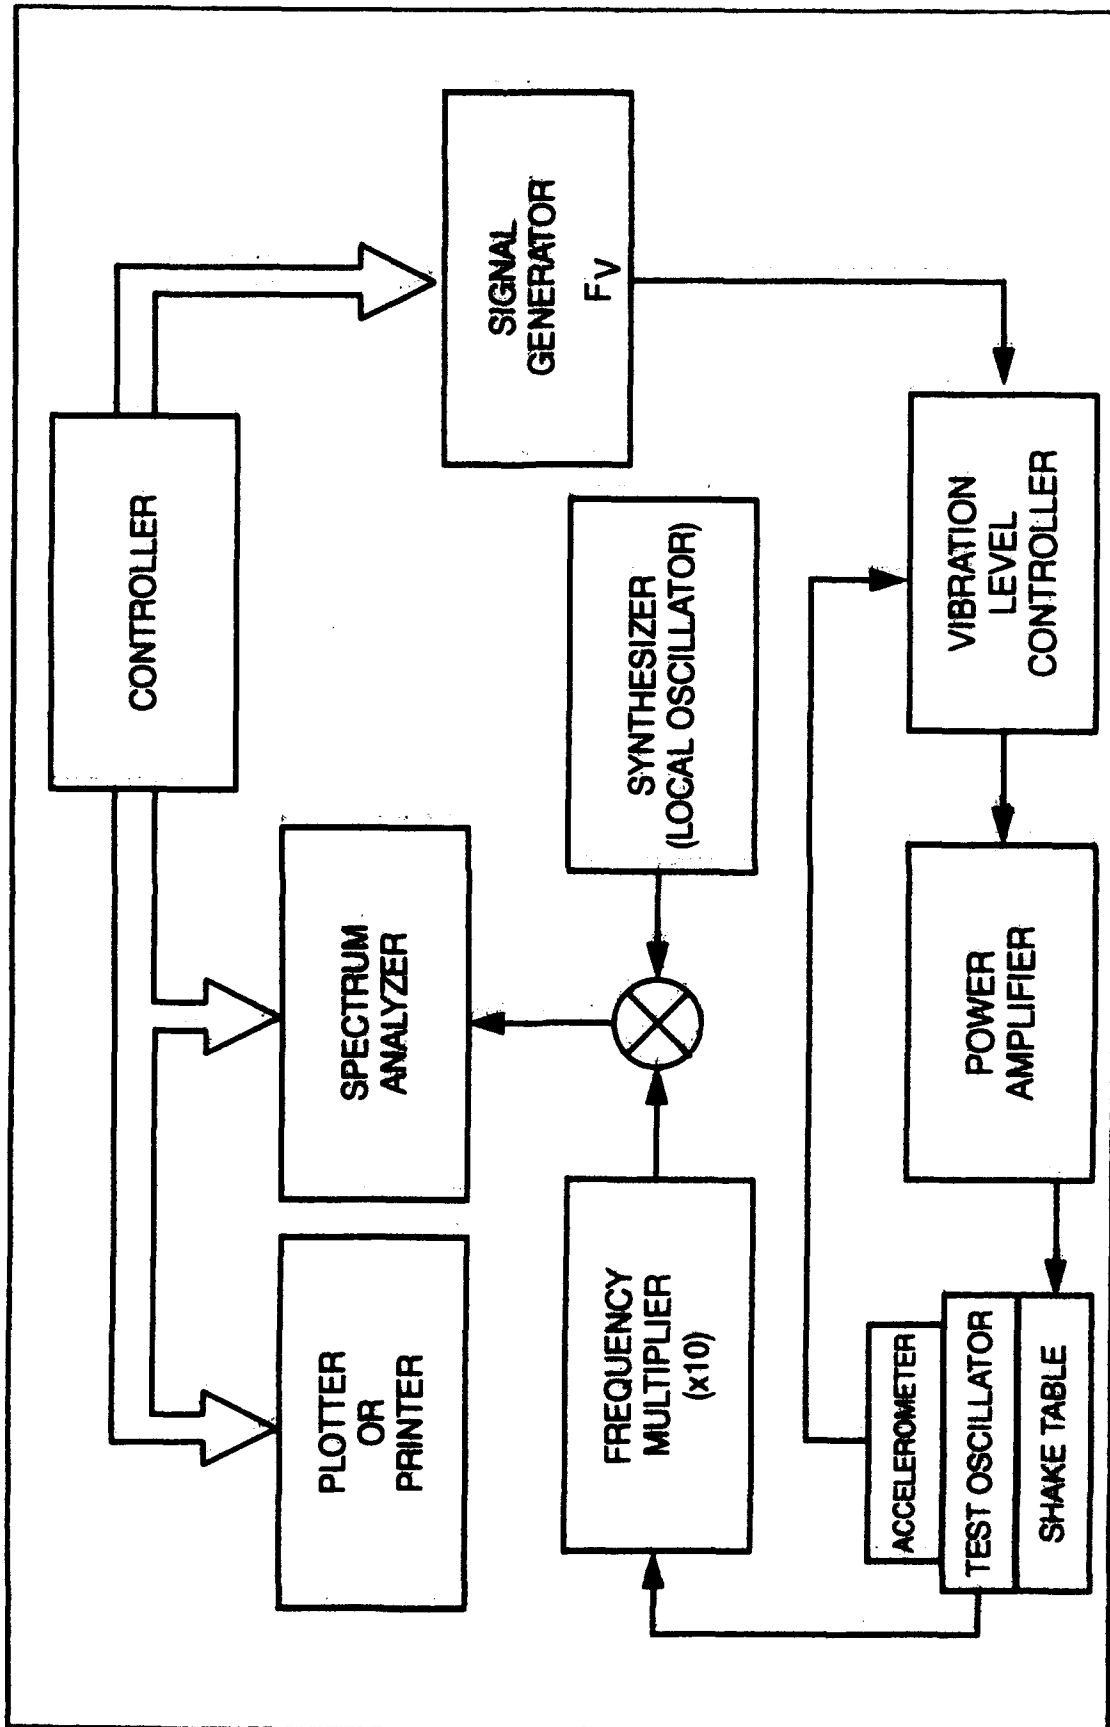 CONTROLLER
PLOTTER
OR
PRINTER
SPECTRUM
ANALYZER
SIGNAL
GENERATOR
FV
FREQUENCY
MULTIPLIER
(x10)
SYNTHESIZER
(LOCAL OSCILLATOR)
ACCELEROMETER
TEST OSCILLATOR
SHAKE TABLE
POWER
AMPLIFIER
VIBRATION
LEVEL
CONTROLLER